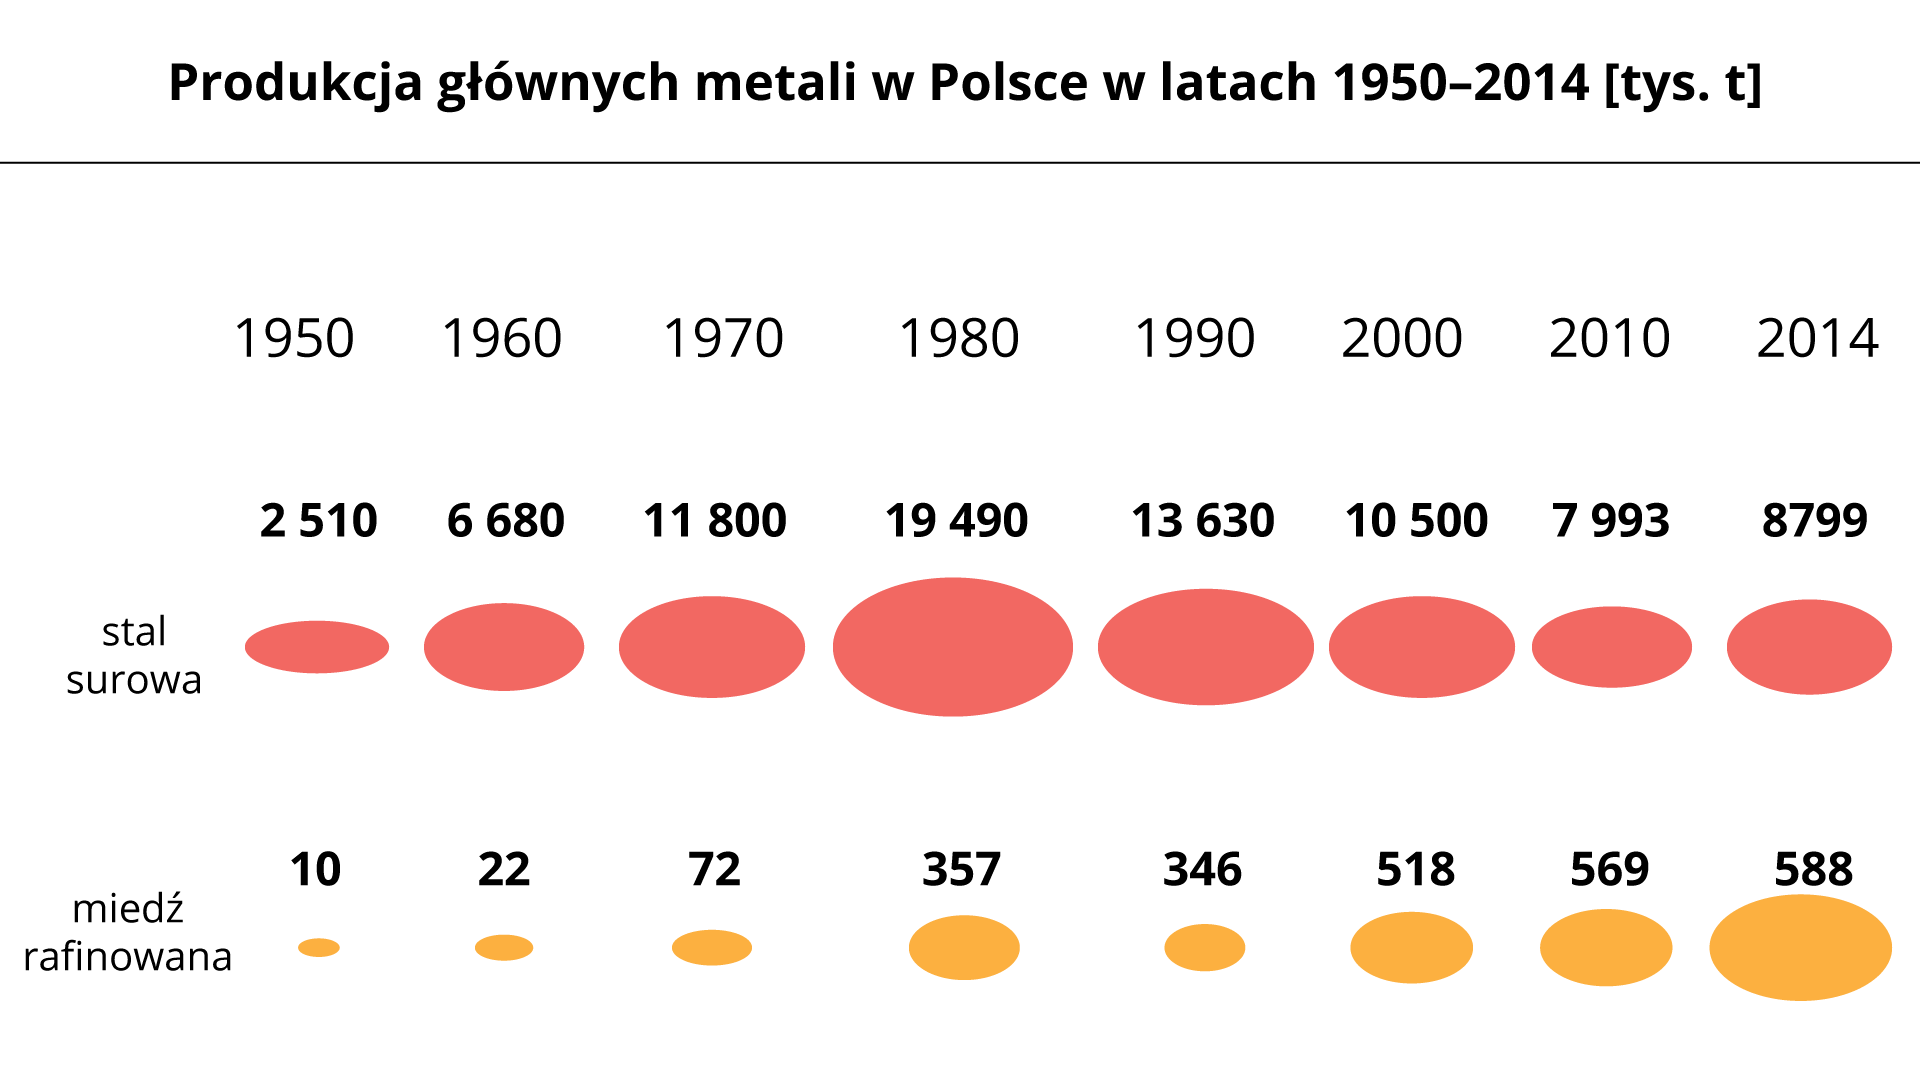 Produkcja głównych metali w Polsce w latach 1950–2014 [tys. t]
1950 1960 1970 1980 1990 2000 2010 2014
2 510 6 680 11 800 19 490 13 630 10 500 7 993 8799
stal
surowa
10 22 72 357 346 518 569 588
miedź
rafinowana